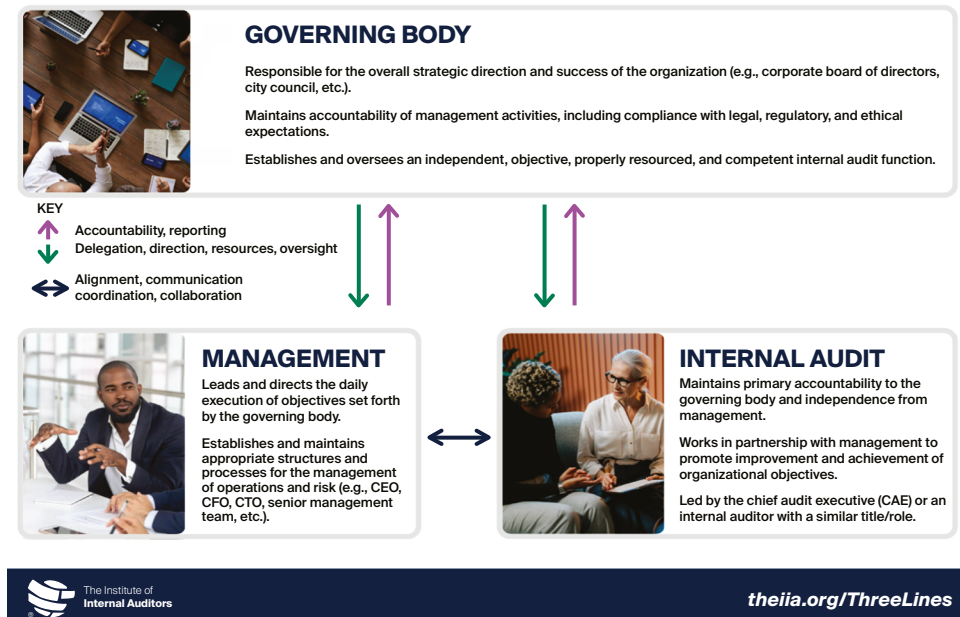 GOVERNING BODY
Responsible for the overall strategic direction and success of the organization (e.g., corporate board of directors,
city council, etc.).
Maintains accountability of management activities, including compliance with legal, regulatory, and ethical
expectations.
Establishes and oversees an independent, objective, properly resourced, and competent internal audit function.
KEY
Accountability, reporting
Delegation, direction, resources, oversight
Alignment, communication
coordination, collaboration
MANAGEMENT
Leads and directs the daily
execution of objectives set forth
by the governing body.
Establishes and maintains
appropriate structures and
processes for the management
of operations and risk (e.g., CEO,
CFO, CTO, senior management
team, etc.).
INTERNAL AUDIT
Maintains primary accountability to the
governing body and independence from
management.
Works in partnership with management to
promote improvement and achievement of
organizational objectives.
Led by the chief audit executive (CAE) or an
internal auditor with a similar title/role.
The Institute of
Internal Auditors
®
theiia.org/ThreeLines